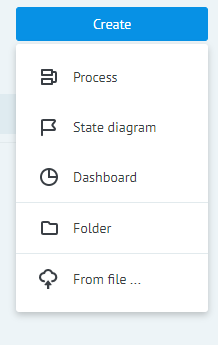 Create
Process
State diagram
Dashboard
Folder
From file ...